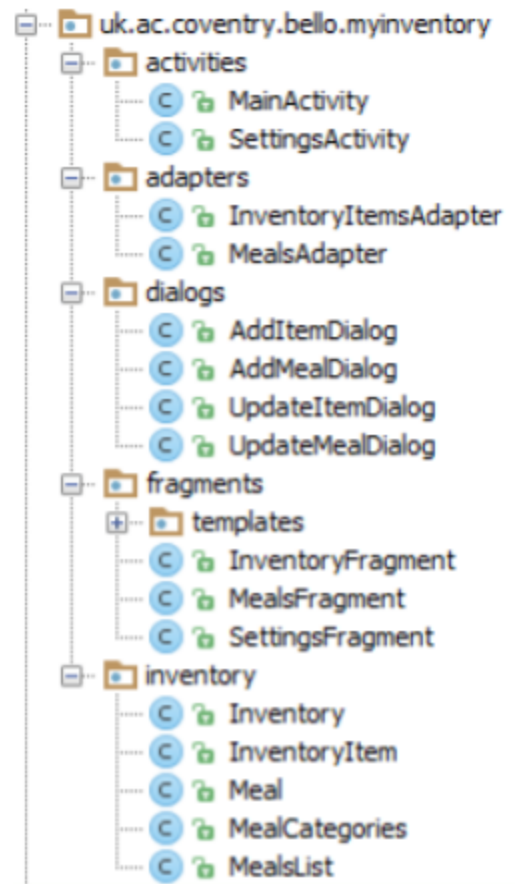 uk.ac.coventry.bello.myinventory
activities
MainActivity
SettingsActivity
adapters
InventoryItemsAdapter
MealsAdapter
dialogs
AddItemDialog
AddMealDialog
UpdateItemDialog
UpdateMealDialog
fragments
templates
InventoryFragment
MealsFragment
SettingsFragment
inventory
Inventory
InventoryItem
Meal
MealCategories
MealsList